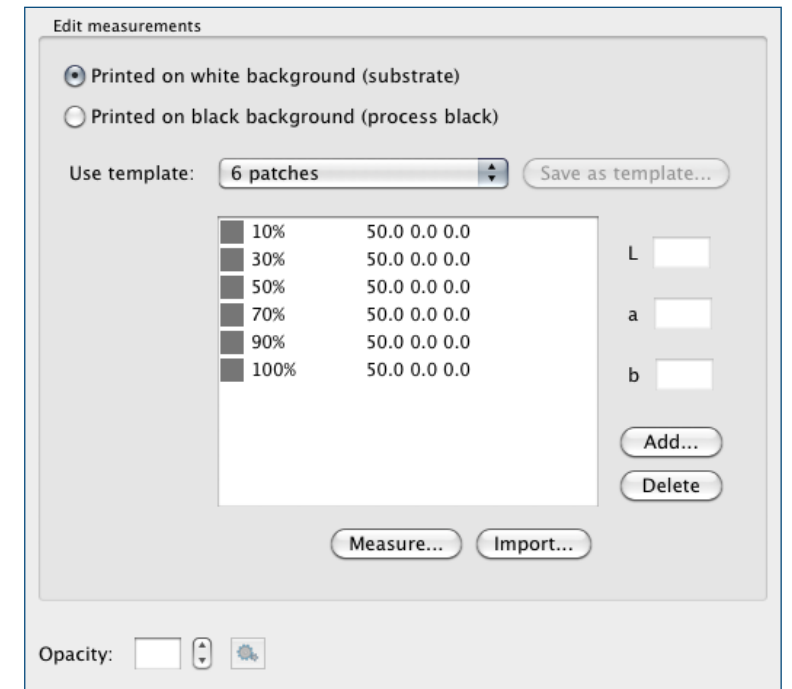 Edit measurements
Printed on white background (substrate)
Printed on black background (process black)
Use template: 6 patches Save as template...
10% 50.0 0.0 0.0
30% 50.0 0.0 0.0
50% 50.0 0.0 0.0
70% 50.0 0.0 0.0
90% 50.0 0.0 0.0
100% 50.0 0.0 0.0
L
a
b
Add...
Delete
Measure... Import...
Opacity: